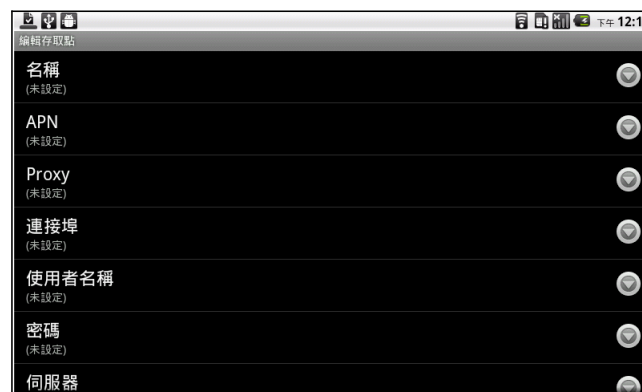 下午 12:1
編輯存取點
名稱
(未設定)
APN
(未設定)
Proxy
(未設定)
連接埠
(未設定)
使用者名稱
(未設定)
密碼
(未設定)
伺服器